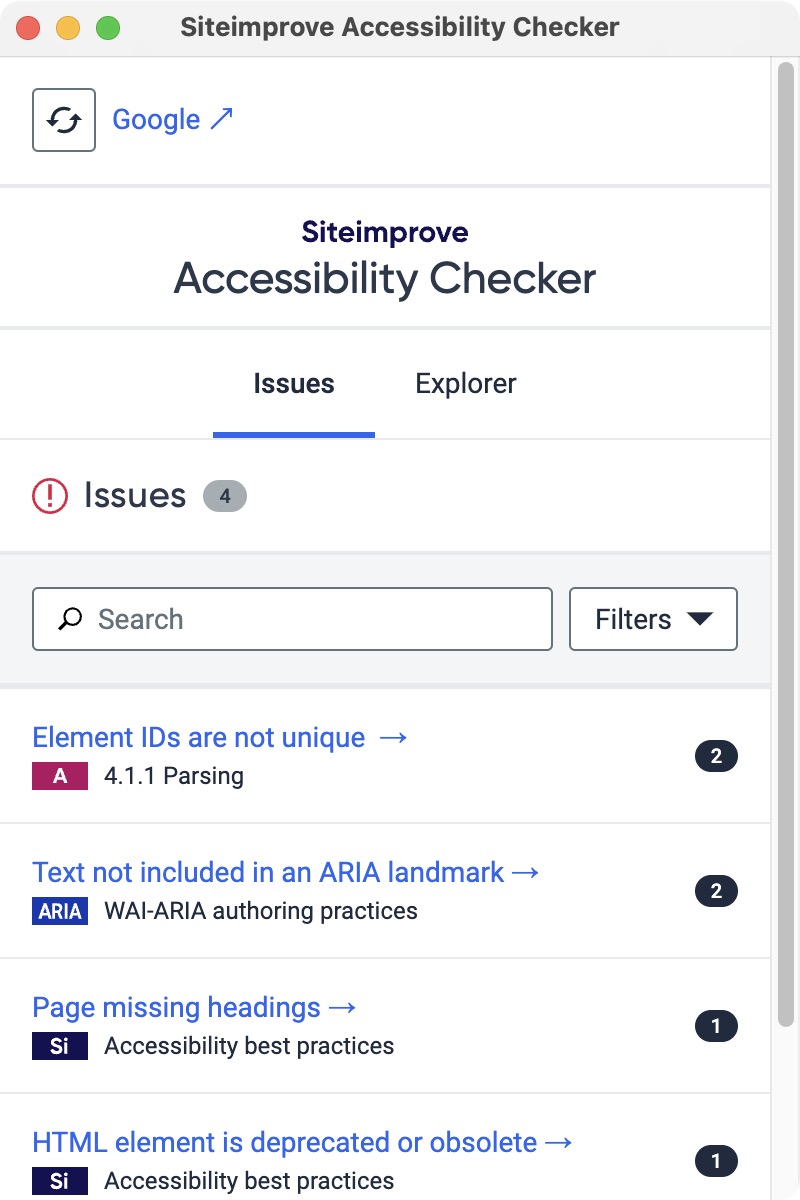 Siteimprove Accessibility Checker
Google
Siteimprove
Accessibility Checker
Issues Explorer
Issues 4
Search Filters
Element IDs are not unique → 2
A 4.1.1 Parsing
Text not included in an ARIA landmark → 2
ARIA WAI-ARIA authoring practices
Page missing headings → 1
Si Accessibility best practices
HTML element is deprecated or obsolete → 1
Si Accessibility best practices